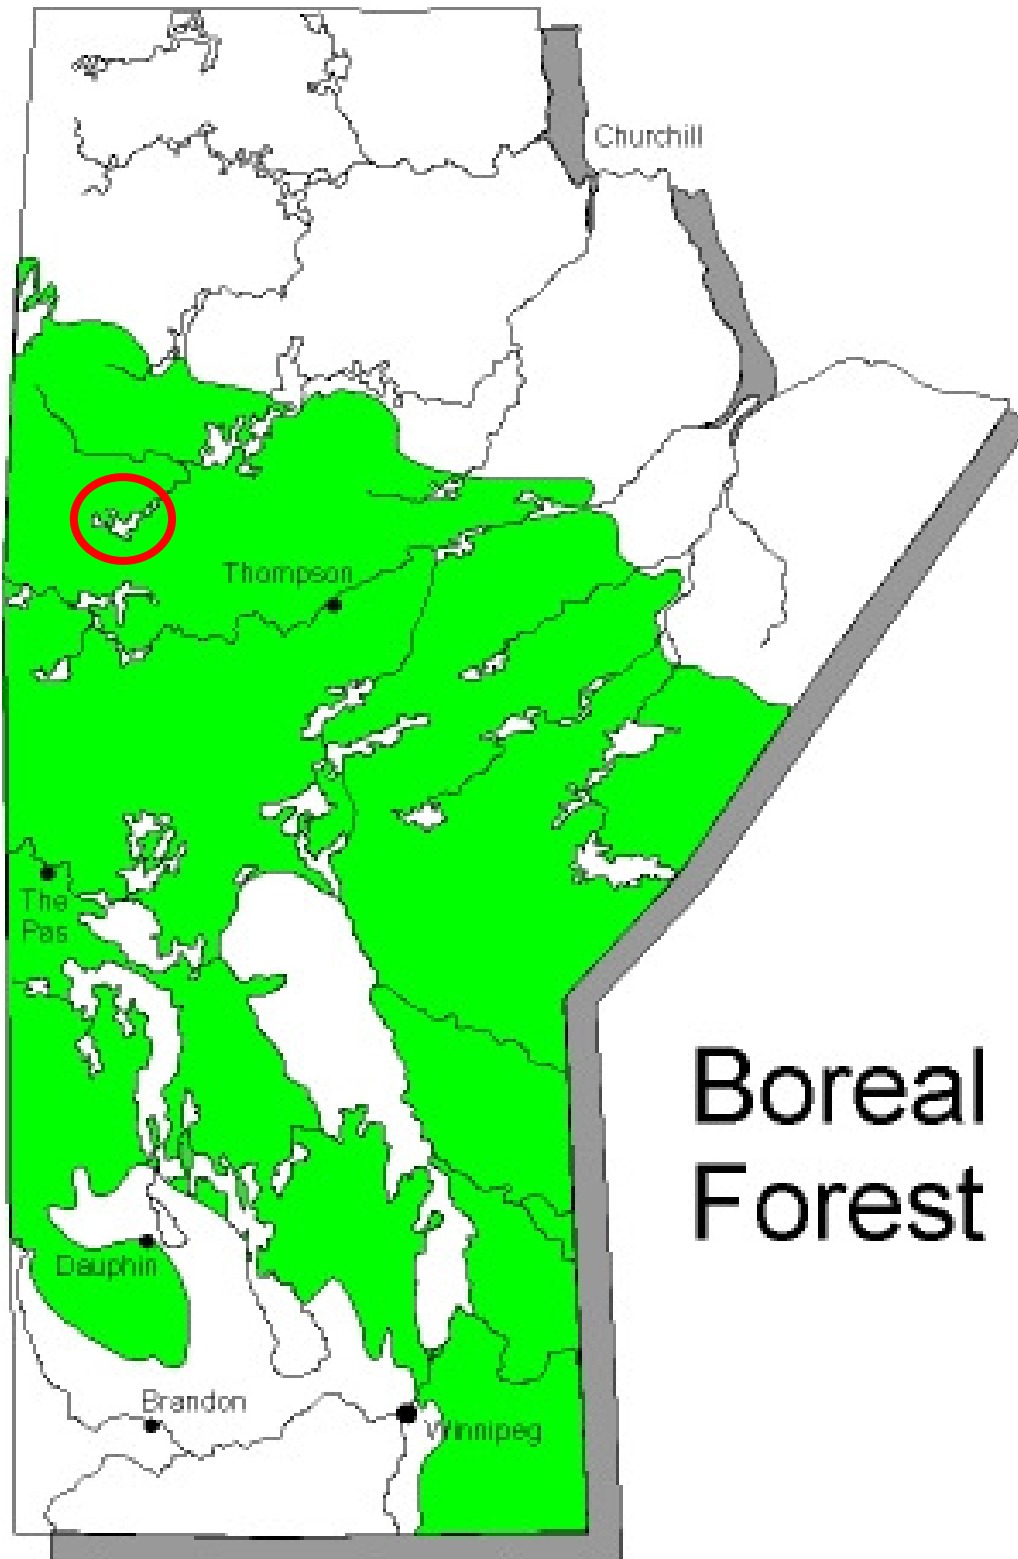 Churchill
Thompson
The
Pas
Boreal
Forest
Dauphin
Brandon
Winnipeg